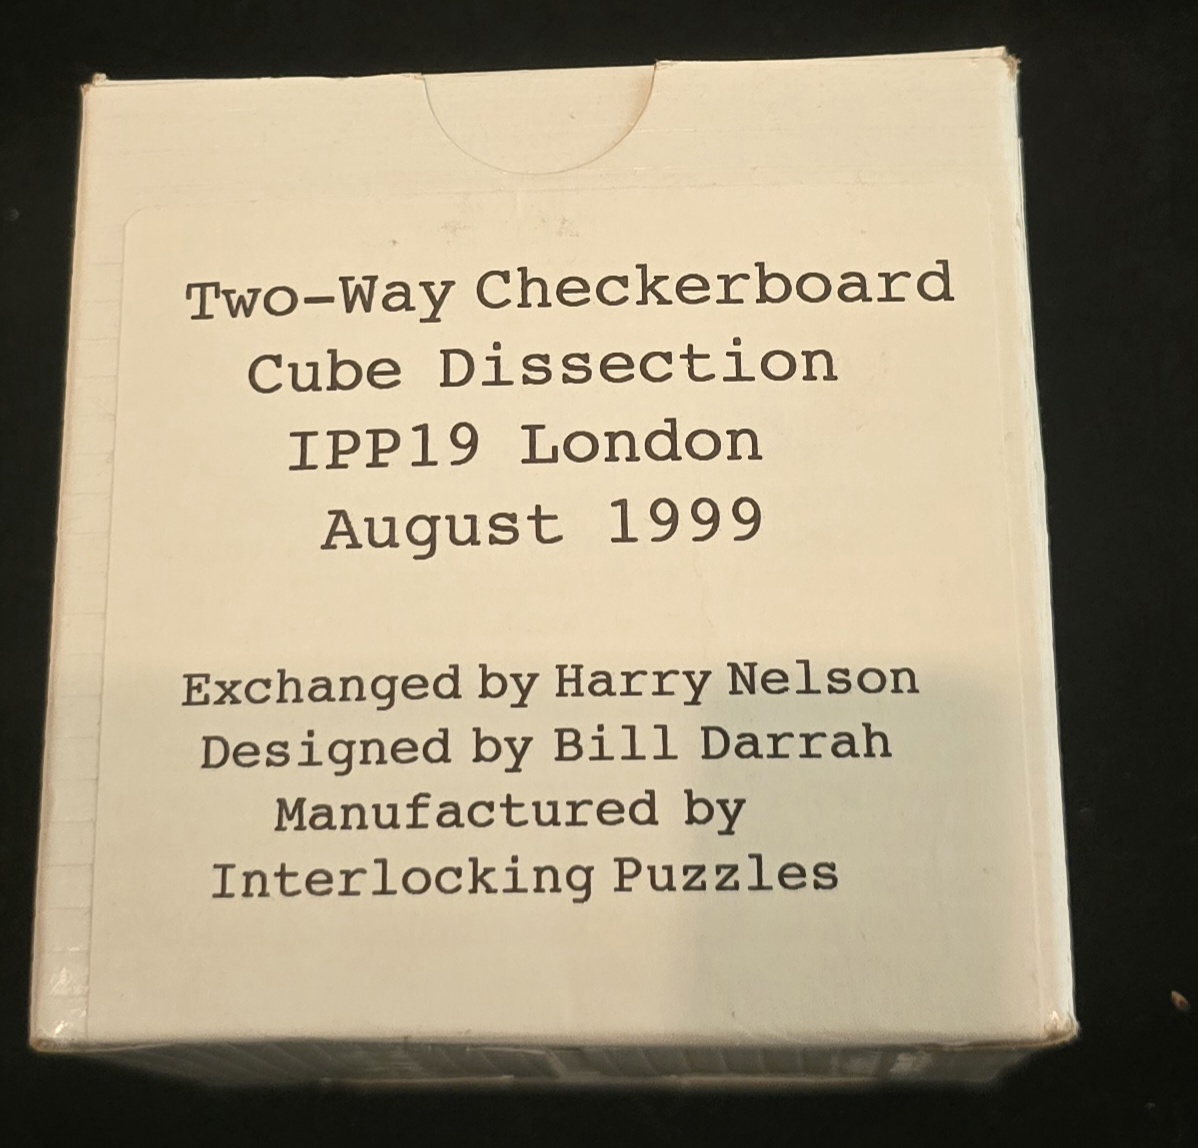 Two-Way Checkerboard
Cube Dissection
IPP19 London
August 1999
Exchanged by Harry Nelson
Designed by Bill Darrah
Manufactured by
Interlocking Puzzles